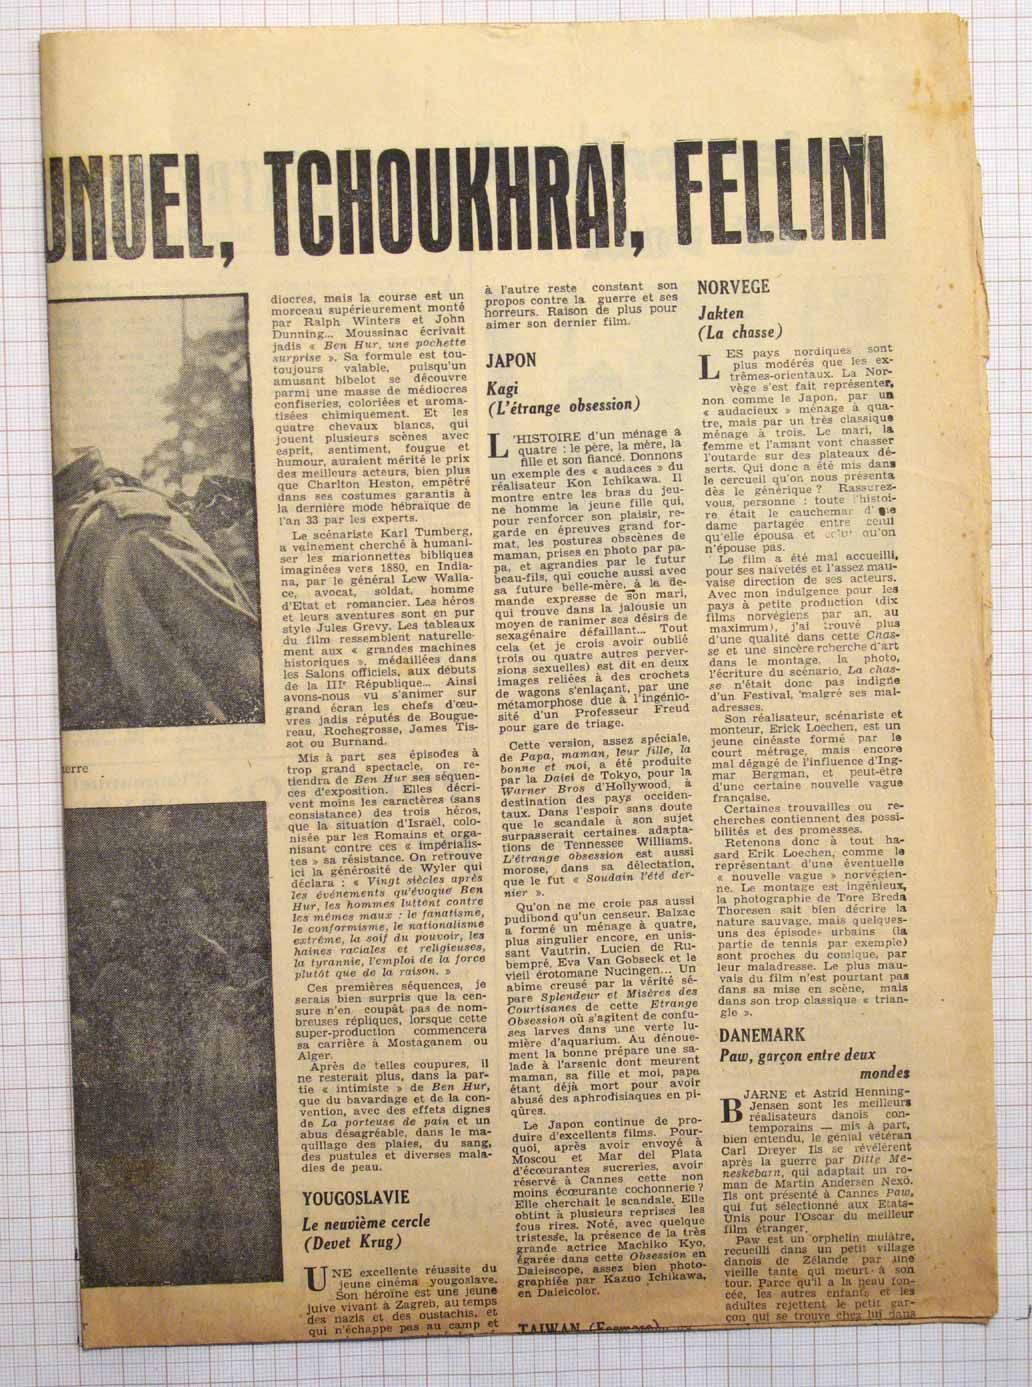 UNUEL, TCHOUKHRAI, FELLINI
erre
diocres, mais la course est un
morceau supérieurement monté
par Ralph Winters et John
Dunning... Moussinac écrivait
jadis « Ben Hur, une pochette
surprise ». Sa formule est tou-
toujours valable, puisqu'un
amusant bibelot se découvre
parmi une masse de médiocres
confiseries, coloriées et aroma-
tisées chimiquement. Et les
quatre chevaux blancs, qui
jouent plusieurs scènes avec
esprit, sentiment, fougue et
humour, auraient mérité le prix
des meilleurs acteurs, bien plus
que Charlton Heston, empêtré
dans ses costumes garantis à
la dernière mode hébraïque de
l'an 33 par les experts.
Le scénariste Karl Tumberg,
a vainement cherché à humani-
ser les marionnettes bibliques
imaginées vers 1880, en India-
na, par le général Lew Walla-
ce, avocat, soldat, homme
d'Etat et romancier. Les héros
et leurs aventures sont en pur
style Jules Grevy. Les tableaux
du film ressemblent naturelle-
ment aux « grandes machines
historiques », médaillées dans
les Salons officiels, aux débuts
de la IIIe République... Ainsi
avons-nous vu s'animer sur
grand écran les chefs d'œu-
vres jadis réputés de Bougue-
reau, Rochegrosse, James Tis-
sot ou Burnand.
Mis à part ses épisodes à
trop grand spectacle, on re-
tiendra de Ben Hur ses séquen-
ces d'exposition. Elles décri-
vent moins les caractères (sans
consistance) des trois héros,
que la situation d'Israël, colo-
nisée par les Romains et orga-
nisant contre ces « impérialis-
tes » sa résistance. On retrouve
ici la générosité de Wyler qui
déclara : « Vingt siècles après
les événements qu'évoque Ben
Hur, les hommes luttent contre
les mêmes maux : le fanatisme,
le conformisme, le nationalisme
extrême, la soif du pouvoir, les
haines raciales et religieuses,
la tyrannie, l'emploi de la force
plutôt que de la raison. »
Ces premières séquences, je
serais bien surpris que la cen-
sure n'en coupât pas de nom-
breuses répliques, lorsque cette
super-production commencera
sa carrière à Mostaganem ou
Alger.
Après de telles coupures, il
ne resterait plus, dans la par-
tie « intimiste » de Ben Hur,
que du bavardage et de la con-
vention, avec des effets dignes
de La porteuse de pain et un
abus désagréable, dans le ma-
quillage des plaies, du sang,
des pustules et diverses mala-
dies de peau.
YOUGOSLAVIE
Le neuvième cercle
(Devet Krug)
UNE excellente réussite du
jeune cinéma yougoslave.
Son héroïne est une jeune
juive vivant à Zagreb, au temps
des nazis et des oustachis, et
qui n'échappe pas au camp et
à l'autre reste constant son
propos contre la guerre et ses
horreurs. Raison de plus pour
aimer son dernier film.
JAPON
Kagi
(L'étrange obsession)
L'HISTOIRE d'un ménage à
quatre : le père, la mère, la
fille et son fiancé. Donnons
un exemple des « audaces » du
réalisateur Kon Ichikawa. Il
montre entre les bras du jeu-
ne homme la jeune fille qui,
pour renforcer son plaisir, re-
garde en épreuves grand for-
mat, les postures obscènes de
maman, prises en photo par pa-
pa, et agrandies par le futur
beau-fils, qui couche aussi avec
sa future belle-mère, à la de-
mande expresse de son mari,
qui trouve dans la jalousie un
moyen de ranimer ses désirs de
sexagénaire défaillant... Tout
cela (et je crois avoir oublié
trois ou quatre autres perver-
sions sexuelles) est dit en deux
images reliées à des crochets
de wagons s'enlaçant, par une
métamorphose due à l'ingénio-
sité d'un Professeur Freud
pour gare de triage.
Cette version, assez spéciale,
de Papa, maman, leur fille, la
bonne et moi, a été produite
par la Daiei de Tokyo, pour la
Warner Bros d'Hollywood, à
destination des pays occiden-
taux. Dans l'espoir sans doute
que le scandale à son sujet
surpasserait certaines adapta-
tions de Tennessee Williams.
L'étrange obsession est aussi
morose, dans sa délectation,
que le fut « Soudain l'été der-
nier ».
Qu'on ne me croie pas aussi
pudibond qu'un censeur. Balzac
a formé un ménage à quatre,
plus singulier encore, en unis-
sant Vautrin, Lucien de Ru-
bempré, Eva Van Gobseck et le
vieil érotomane Nucingen... Un
abime creusé par la vérité sé-
pare Splendeur et Misères des
Courtisanes de cette Etrange
Obsession où s'agitent de confu-
ses larves dans une verte lu-
mière d'aquarium. Au dénoue-
ment la bonne prépare une sa-
lade à l'arsenic dont meurent
maman, sa fille et moi, papa
étant déjà mort pour avoir
abusé des aphrodisiaques en pi-
qûres.
Le Japon continue de pro-
duire d'excellents films. Pour-
quoi, après avoir envoyé à
Moscou et Mar del Plata
d'écœurantes sucreries, avoir
réservé à Cannes cette non
moins écœurante cochonnerie ?
Elle cherchait le scandale. Elle
obtint à plusieurs reprises les
fous rires. Noté, avec quelque
tristesse, la présence de la très
grande actrice Machiko Kyo,
égarée dans cette Obsession en
Daieiscope, assez bien photo-
graphiée par Kazuo Ichikawa,
en Daieicolor.
TAIWAN (Formose)
NORVEGE
Jakten
(La chasse)
LES pays nordiques sont
plus modérés que les ex-
trêmes-orientaux. La Nor-
vège s'est fait représenter,
non comme le Japon, par un
« audacieux » ménage à qua-
tre, mais par un très classique
ménage à trois. Le mari, la
femme et l'amant vont chasser
l'outarde sur des plateaux dé-
serts. Qui donc a été mis dans
le cercueil qu'on nous présenta
dès le générique ? Rassurez-
vous, personne : toute l'histoi-
re était le cauchemar d'une
dame partagée entre celui
qu'elle épousa et celui qu'on
n'épouse pas.
Le film a été mal accueilli,
pour ses naïvetés et l'assez mau-
vaise direction de ses acteurs.
Avec mon indulgence pour les
pays à petite production (dix
films norvégiens par an, au
maximum), j'ai trouvé plus
d'une qualité dans cette Chas-
se et une sincère recherche d'art
dans le montage, la photo,
l'écriture du scénario. La chas-
se n'était donc pas indigne
d'un Festival, malgré ses mal-
adresses.
Son réalisateur, scénariste et
monteur, Erick Loechen, est un
jeune cinéaste formé par le
court métrage, mais encore
mal dégagé de l'influence d'Ing-
mar Bergman, et peut-être
d'une certaine nouvelle vague
française.
Certaines trouvailles ou re-
cherches contiennent des possi-
bilités et des promesses.
Retenons donc à tout ha-
sard Erik Loechen, comme le
représentant d'une éventuelle
« nouvelle vague » norvégien-
ne. Le montage est ingénieux,
la photographie de Tore Breda
Thoresen sait bien décrire la
nature sauvage, mais quelques-
uns des épisodes urbains (la
partie de tennis par exemple)
sont proches du comique, par
leur maladresse. Le plus mau-
vais du film n'est pourtant pas
dans sa mise en scène, mais
dans son trop classique « trian-
gle ».
DANEMARK
Paw, garçon entre deux
mondes
BJARNE et Astrid Henning-
Jensen sont les meilleurs
réalisateurs danois con-
temporains — mis à part,
bien entendu, le génial vétéran
Carl Dreyer Ils se révélèrent
après la guerre par Ditte Me-
neskebarn, qui adaptait un ro-
man de Martin Andersen Nexö.
Ils ont présenté à Cannes Paw,
qui fut sélectionné aux Etats-
Unis pour l'Oscar du meilleur
film étranger.
Paw est un orphelin mulâtre,
recueilli dans un petit village
danois de Zélande par une
vieille tante qui meurt à son
tour. Parce qu'il a la peau fon-
cée, les autres enfants et les
adultes rejettent le petit gar-
çon qui se trouve chez lui dans